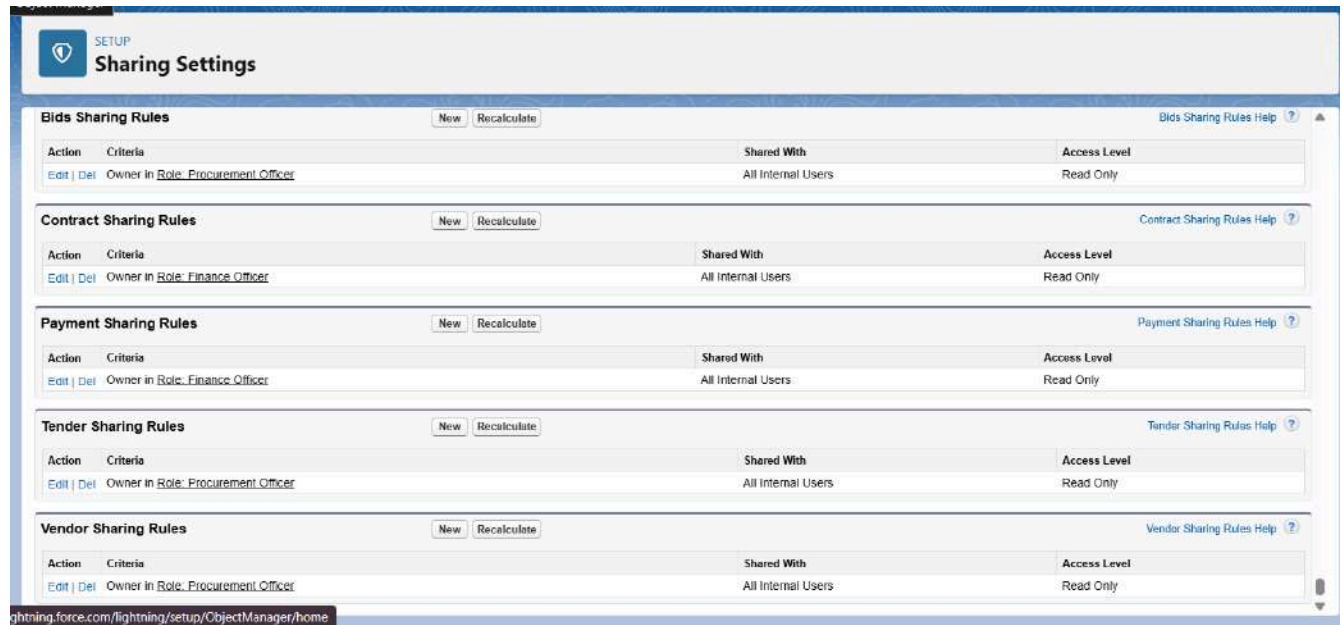 SETUP
Sharing Settings
Bids Sharing Rules New Recalculate Bids Sharing Rules Help ?
Action Criteria Shared With Access Level
Edit | Del Owner in Role: Procurement Officer All Internal Users Read Only
Contract Sharing Rules New Recalculate Contract Sharing Rules Help ?
Action Criteria Shared With Access Level
Edit | Del Owner in Role: Finance Officer All Internal Users Read Only
Payment Sharing Rules New Recalculate Payment Sharing Rules Help ?
Action Criteria Shared With Access Level
Edit | Del Owner in Role: Finance Officer All Internal Users Read Only
Tender Sharing Rules New Recalculate Tender Sharing Rules Help ?
Action Criteria Shared With Access Level
Edit | Del Owner in Role: Procurement Officer All Internal Users Read Only
Vendor Sharing Rules New Recalculate Vendor Sharing Rules Help ?
Action Criteria Shared With Access Level
Edit | Del Owner in Role: Procurement Officer All Internal Users Read Only
ghtning.force.com/lightning/setup/ObjectManager/home